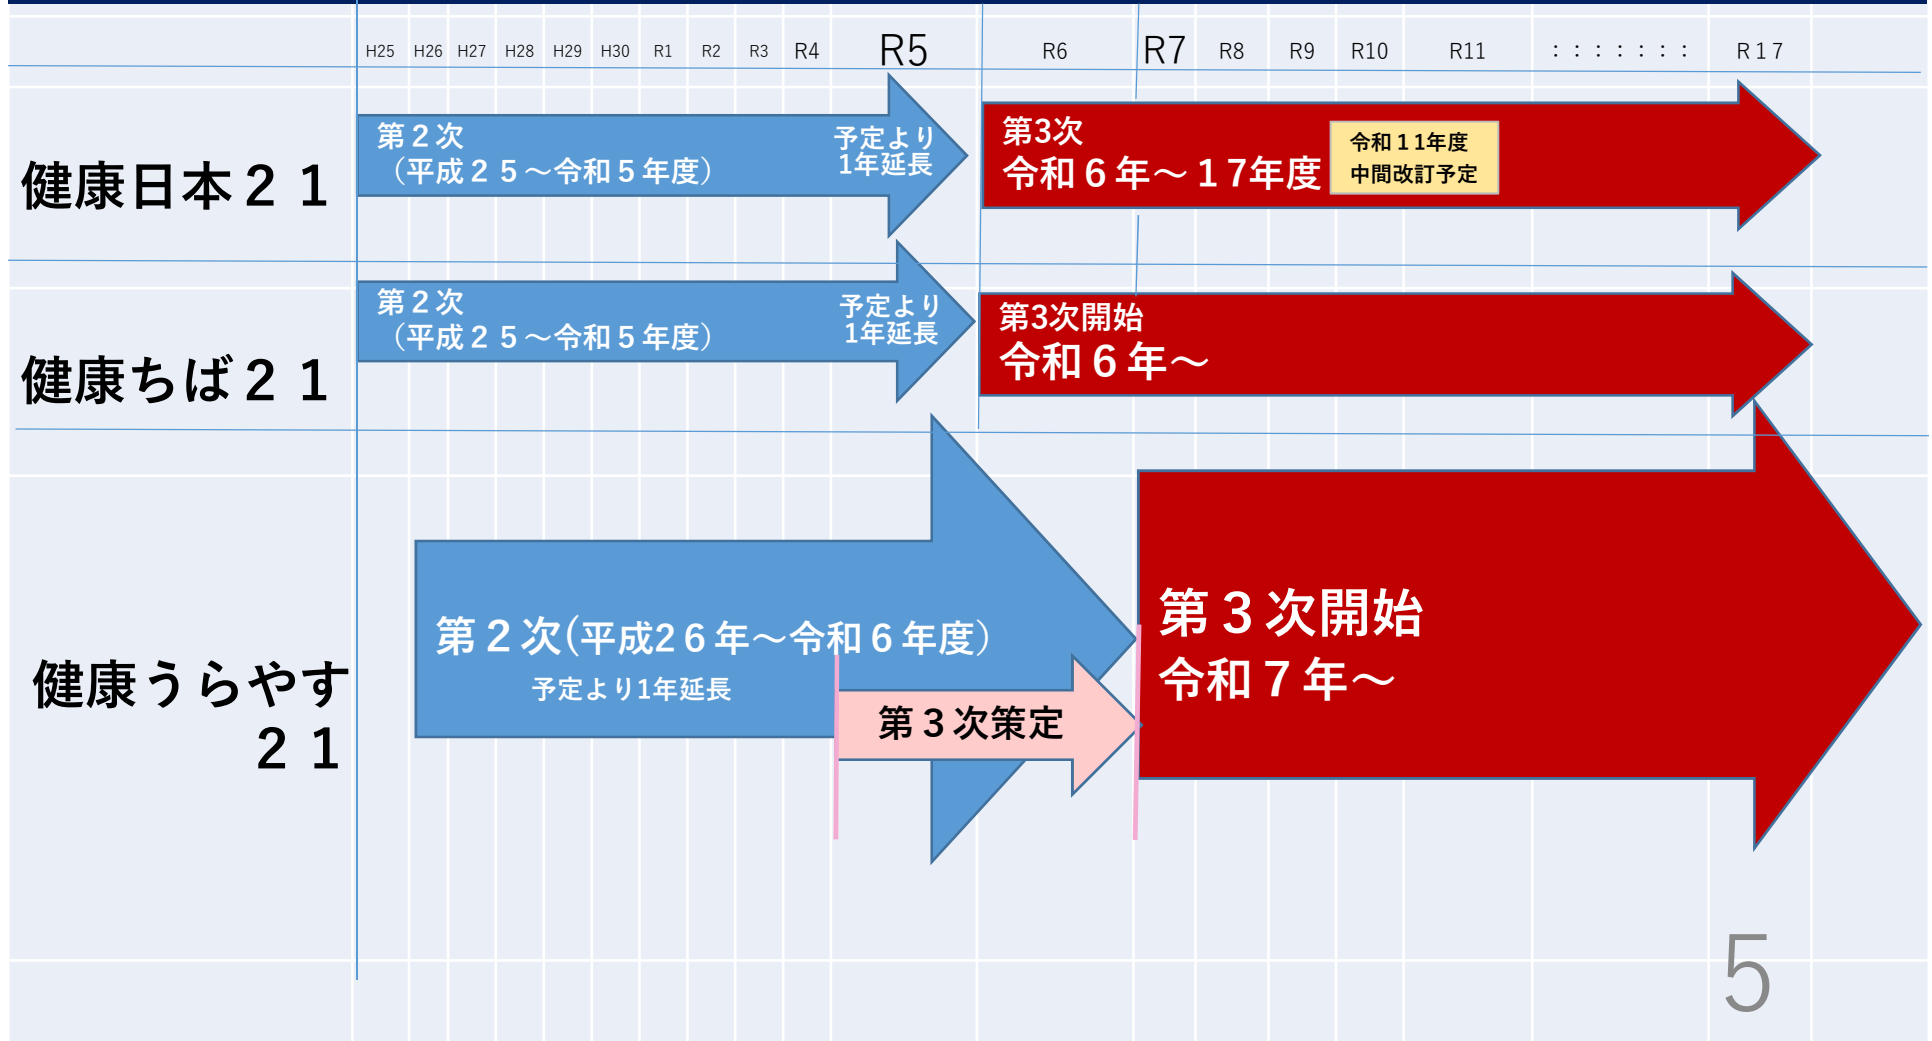 H25 H26 H27 H28 H29 H30 R1 R2 R3 R4 R5 R6 R7 R8 R9 R10 R11 ：：：：：：： R１７
健康日本２１
第２次
（平成２５～令和５年度）
予定より
1年延長
第3次
令和６年～１７年度
令和１１年度
中間改訂予定
健康ちば２１
第２次
（平成２５～令和５年度）
予定より
1年延長
第3次開始
令和６年～
健康うらやす
２１
第２次(平成2６年～令和６年度）
予定より1年延長
第３次策定
第３次開始
令和７年～
5